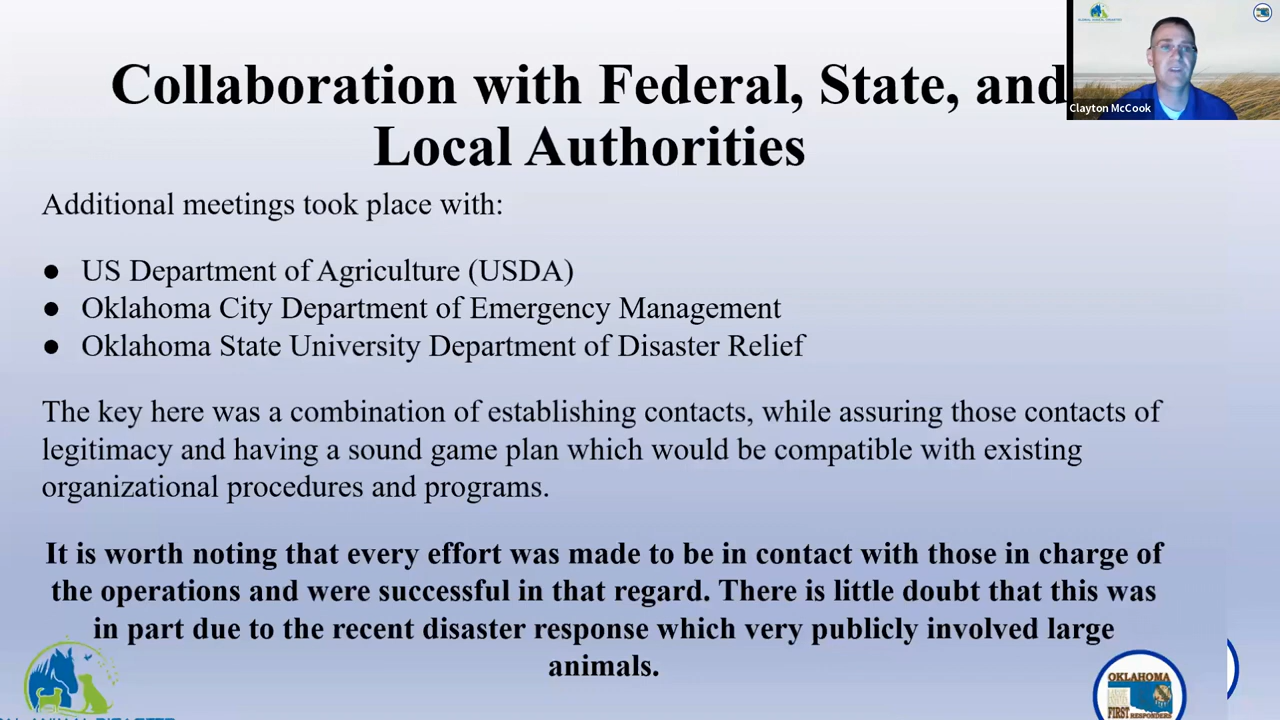 Collaboration with Federal, State, and
Local Authorities
Clayton McCook
Additional meetings took place with:
● US Department of Agriculture (USDA)
● Oklahoma City Department of Emergency Management
● Oklahoma State University Department of Disaster Relief
The key here was a combination of establishing contacts, while assuring those contacts of
legitimacy and having a sound game plan which would be compatible with existing
organizational procedures and programs.
It is worth noting that every effort was made to be in contact with those in charge of
the operations and were successful in that regard. There is little doubt that this was
in part due to the recent disaster response which very publicly involved large
animals.
OKLAHOMA
FIRST RESPONDERS